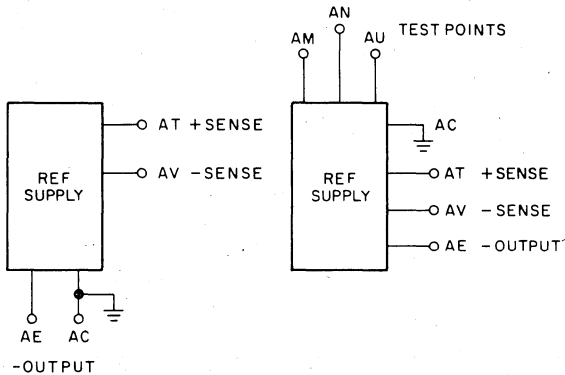 AN
AM
AU
TEST POINTS
AT +SENSE
AV -SENSE
REF
SUPPLY
AE
AC
-OUTPUT
REF
SUPPLY
AC
AT +SENSE
AV -SENSE
AE -OUTPUT